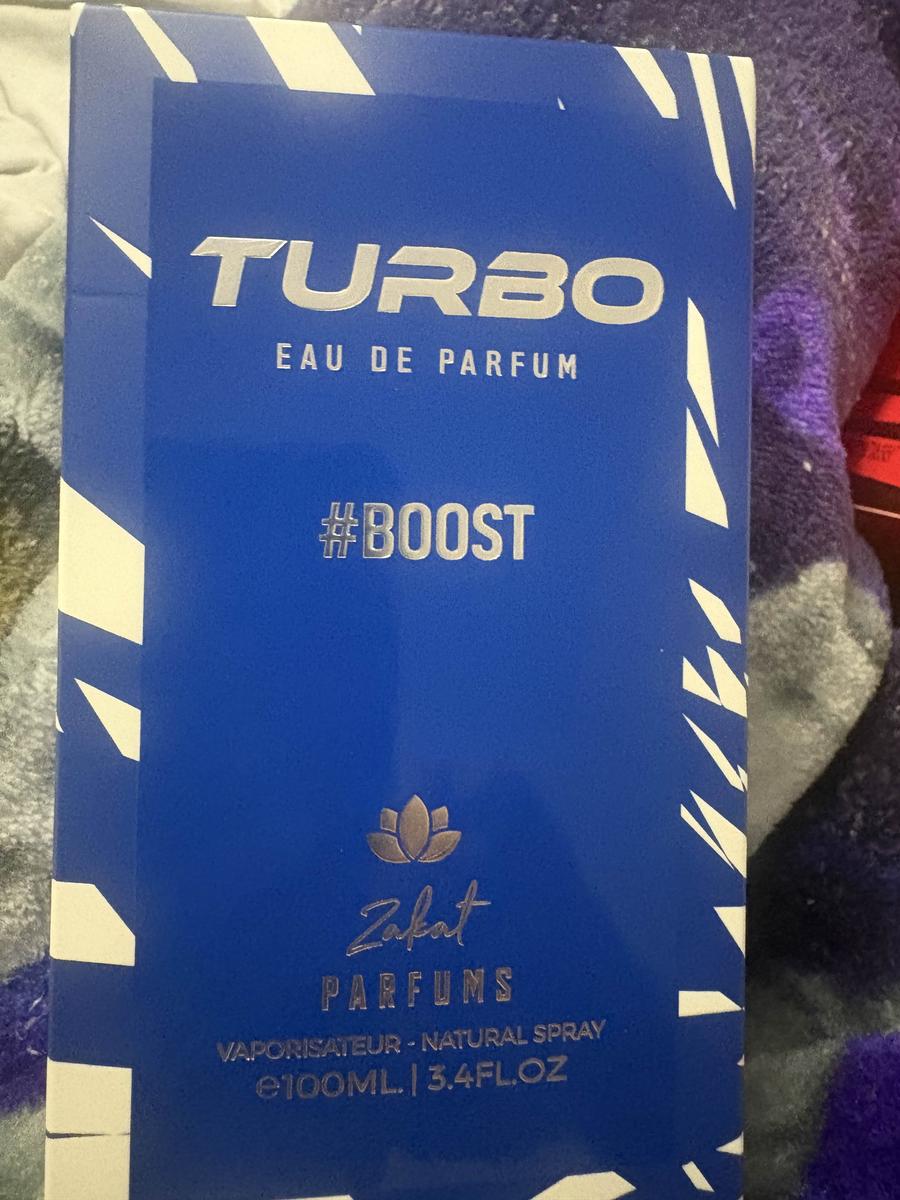 TURBO
EAU DE PARFUM
#BOOST
Zakat
PARFUMS
VAPORISATEUR - NATURAL SPRAY
℮100ML. | 3.4FL.OZ